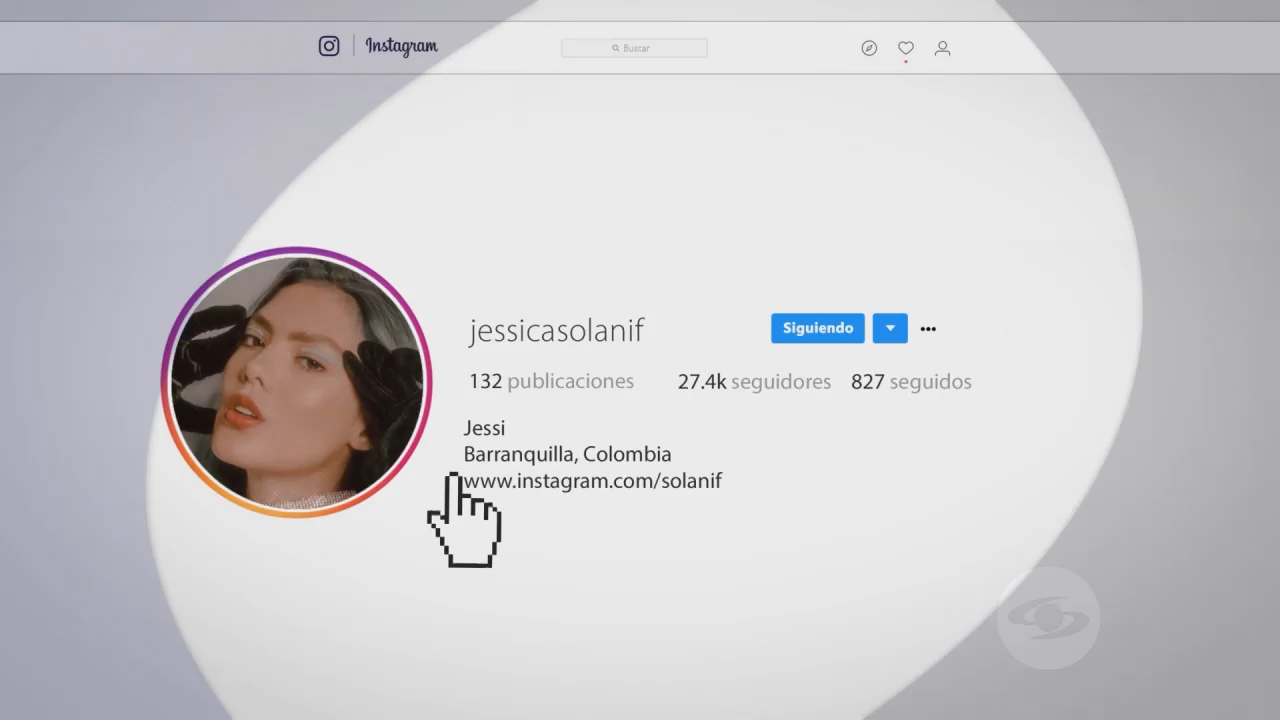 Instagram
Buscar
jessicasolanif
Siguiendo
132 publicaciones 27.4k seguidores 827 seguidos
Jessi
Barranquilla, Colombia
www.instagram.com/solanif